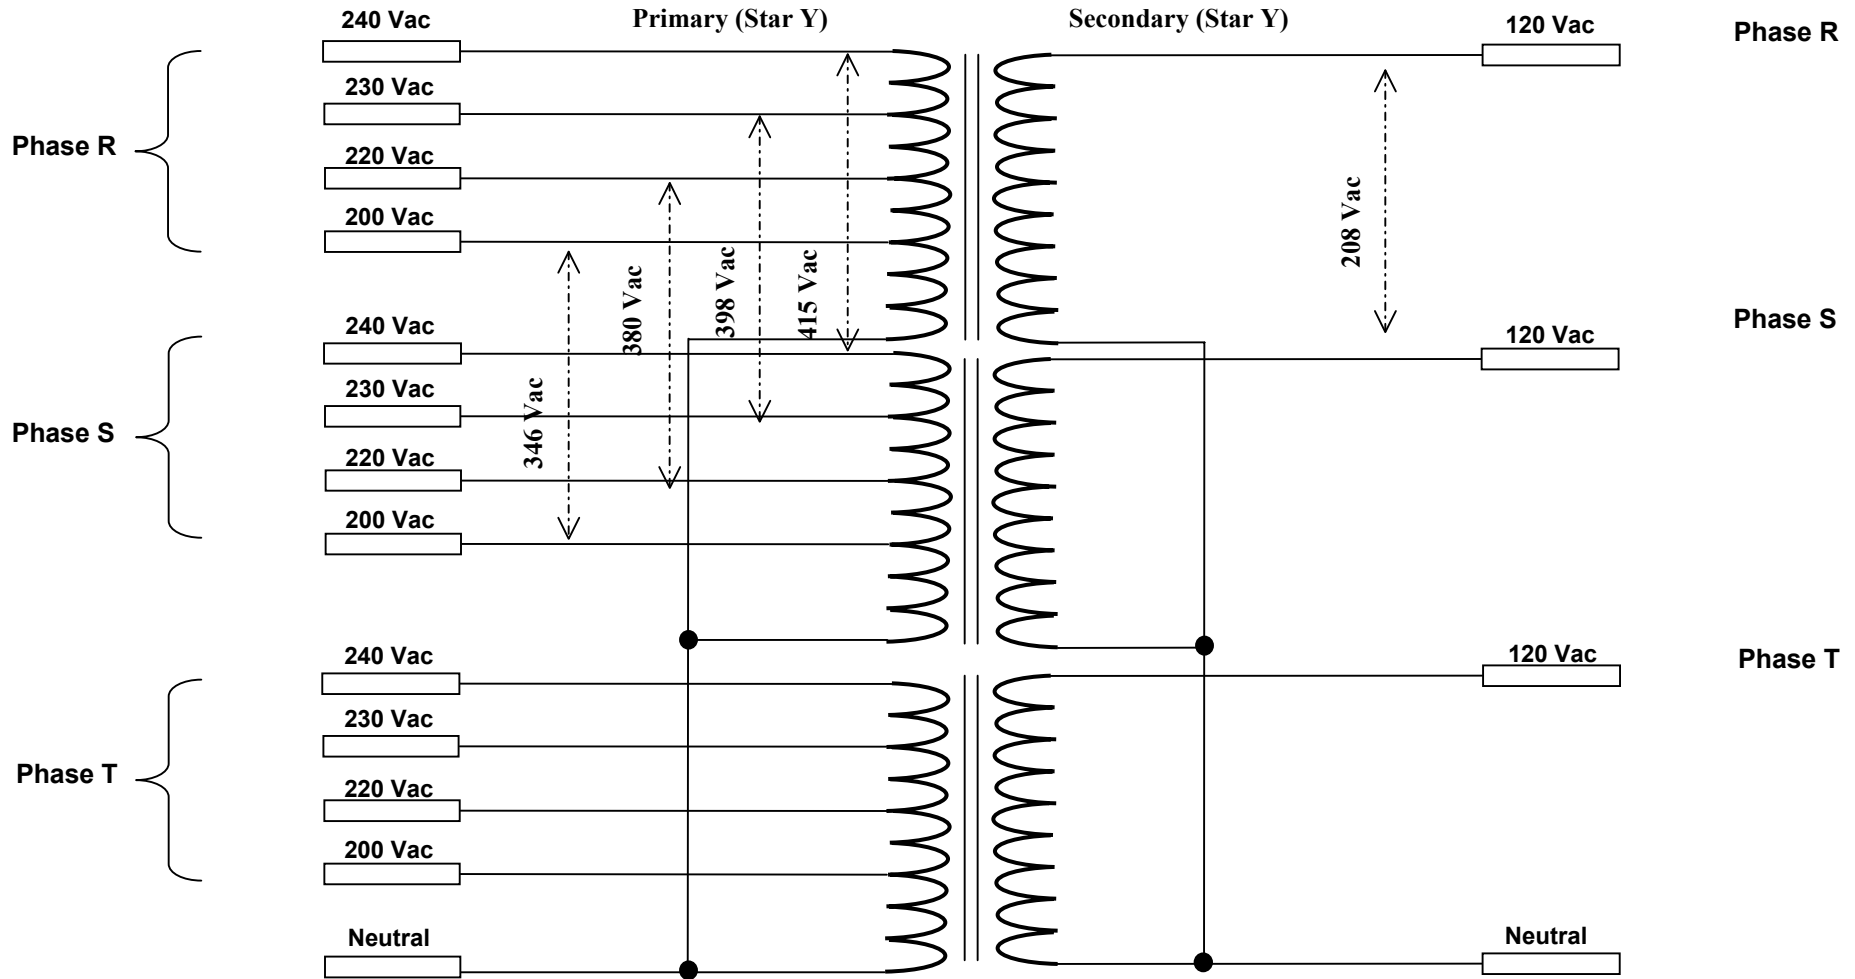 Primary (Star Y)
Secondary (Star Y)
240 Vac
230 Vac
Phase R
220 Vac
200 Vac
415 Vac
398 Vac
380 Vac
346 Vac
240 Vac
230 Vac
Phase S
220 Vac
200 Vac
240 Vac
230 Vac
Phase T
220 Vac
200 Vac
Neutral
120 Vac
Phase R
208 Vac
120 Vac
Phase S
120 Vac
Phase T
Neutral